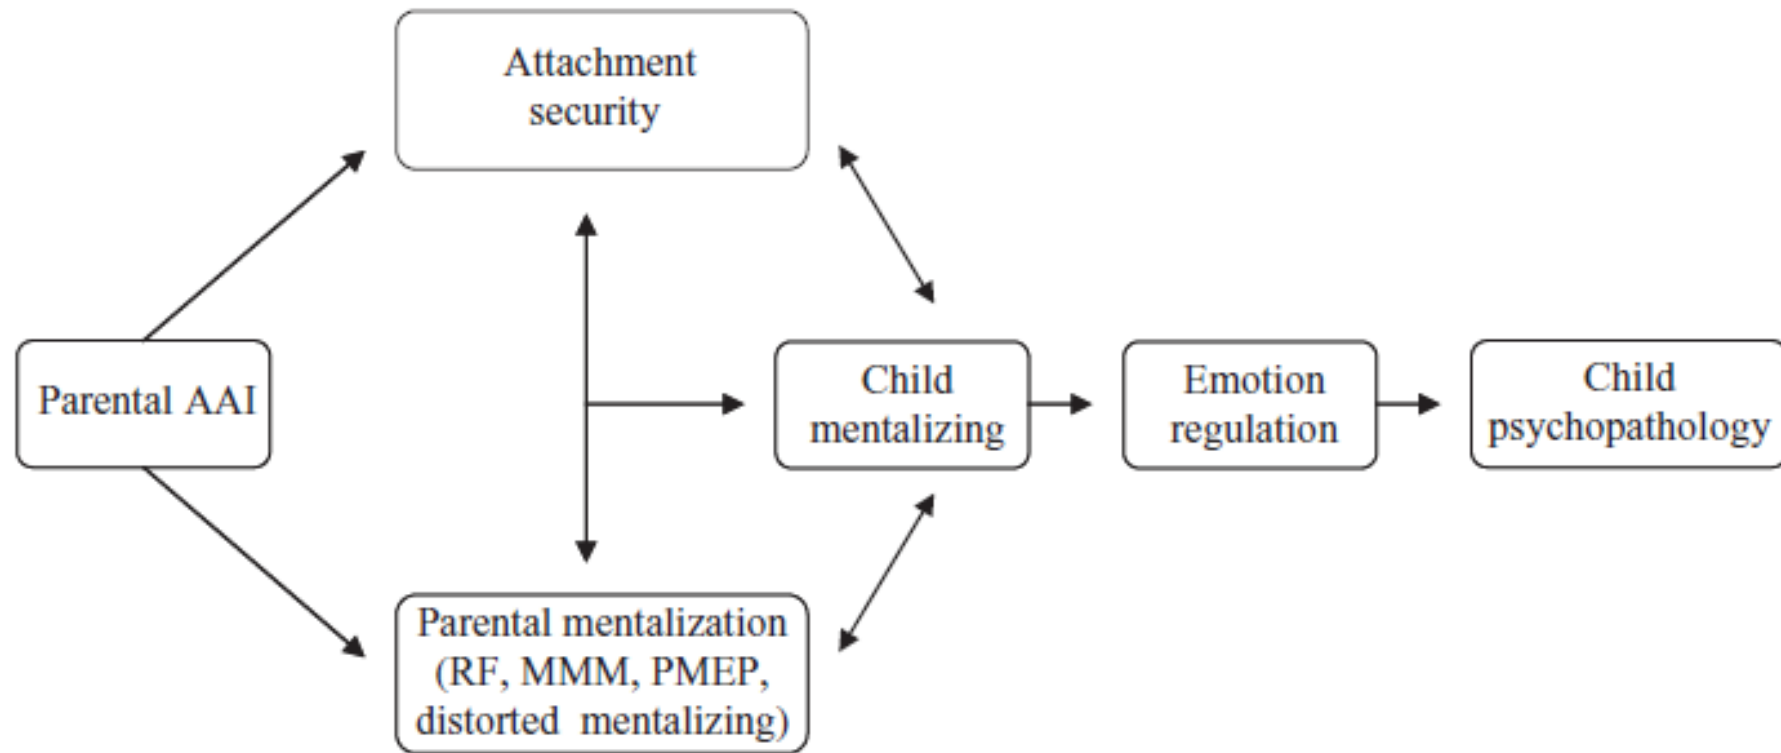 Attachment
security
Parental AAI
Child
mentalizing
Emotion
regulation
Child
psychopathology
Parental mentalization
(RF, MMM, PMEP,
distorted mentalizing)